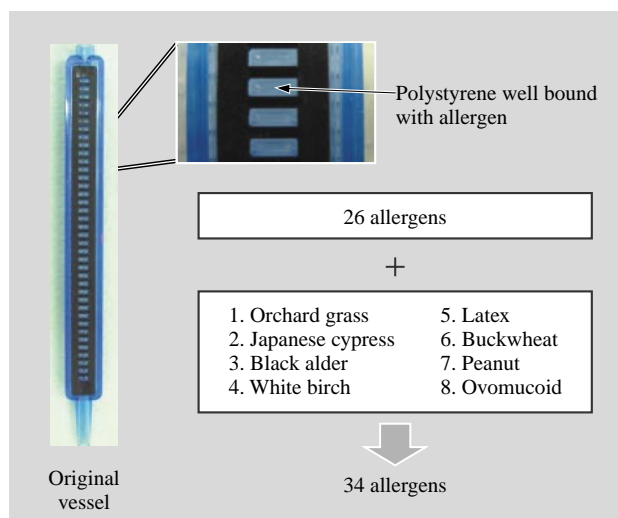 Polystyrene well bound
with allergen
26 allergens
+
1. Orchard grass
2. Japanese cypress
3. Black alder
4. White birch
5. Latex
6. Buckwheat
7. Peanut
8. Ovomucoid
Original
vessel
34 allergens